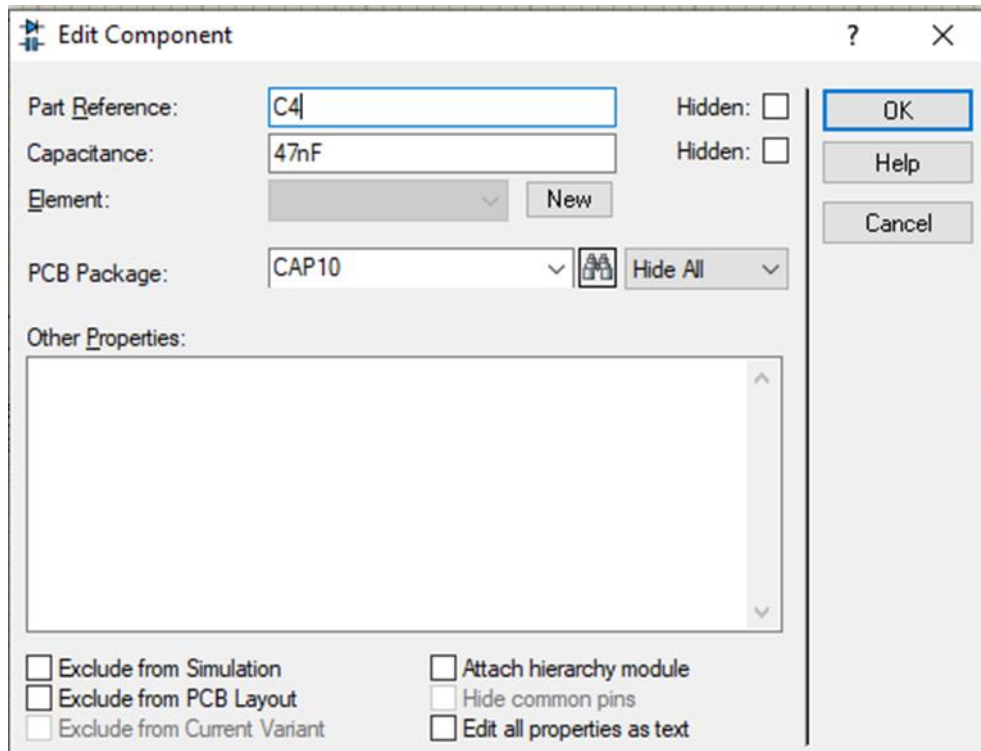 Edit Component
?
Part Reference: C4 Hidden:
OK
Capacitance: 47nF Hidden:
Help
Element: New
Cancel
PCB Package: CAP10 Hide All
Other Properties:
Exclude from Simulation Attach hierarchy module
Exclude from PCB Layout Hide common pins
Exclude from Current Variant Edit all properties as text